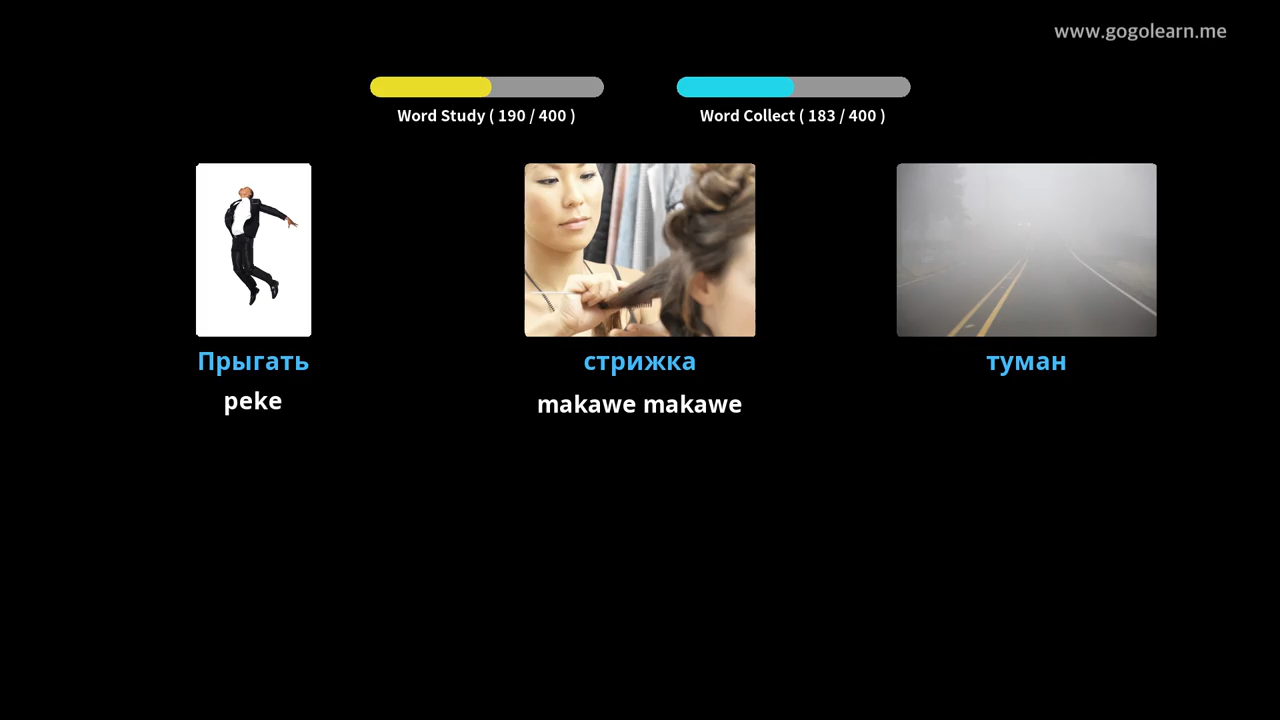 www.gogolearn.me
Word Study ( 190 / 400 )
Word Collect ( 183 / 400 )
Прыгать
стрижка
туман
peke
makawe makawe